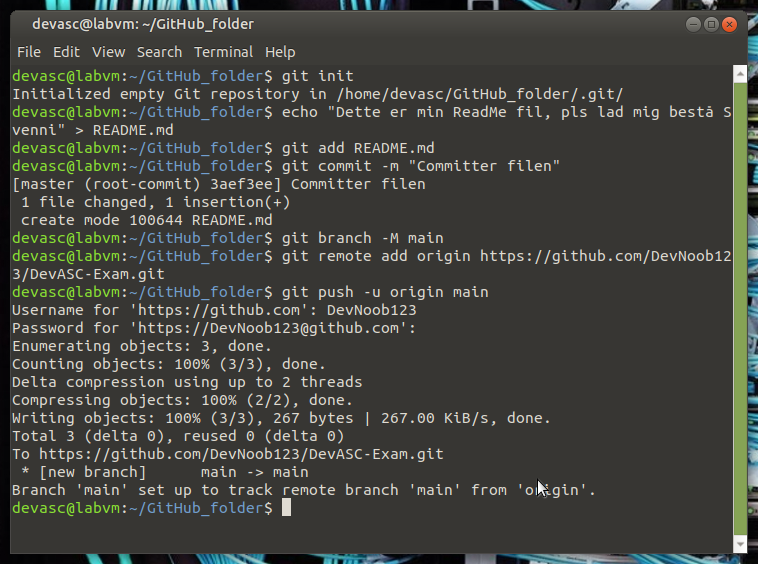 devasc@labvm: ~/GitHub_folder
File Edit View Search Terminal Help
devasc@labvm:~/GitHub_folder$ git init
Initialized empty Git repository in /home/devasc/GitHub_folder/.git/
devasc@labvm:~/GitHub_folder$ echo "Dette er min ReadMe fil, pls lad mig bestå S
venni" > README.md
devasc@labvm:~/GitHub_folder$ git add README.md
devasc@labvm:~/GitHub_folder$ git commit -m "Committer filen"
[master (root-commit) 3aef3ee] Committer filen
 1 file changed, 1 insertion(+)
 create mode 100644 README.md
devasc@labvm:~/GitHub_folder$ git branch -M main
devasc@labvm:~/GitHub_folder$ git remote add origin https://github.com/DevNoob12
3/DevASC-Exam.git
devasc@labvm:~/GitHub_folder$ git push -u origin main
Username for 'https://github.com': DevNoob123
Password for 'https://DevNoob123@github.com':
Enumerating objects: 3, done.
Counting objects: 100% (3/3), done.
Delta compression using up to 2 threads
Compressing objects: 100% (2/2), done.
Writing objects: 100% (3/3), 267 bytes | 267.00 KiB/s, done.
Total 3 (delta 0), reused 0 (delta 0)
To https://github.com/DevNoob123/DevASC-Exam.git
 * [new branch]      main -> main
Branch 'main' set up to track remote branch 'main' from 'origin'.
devasc@labvm:~/GitHub_folder$